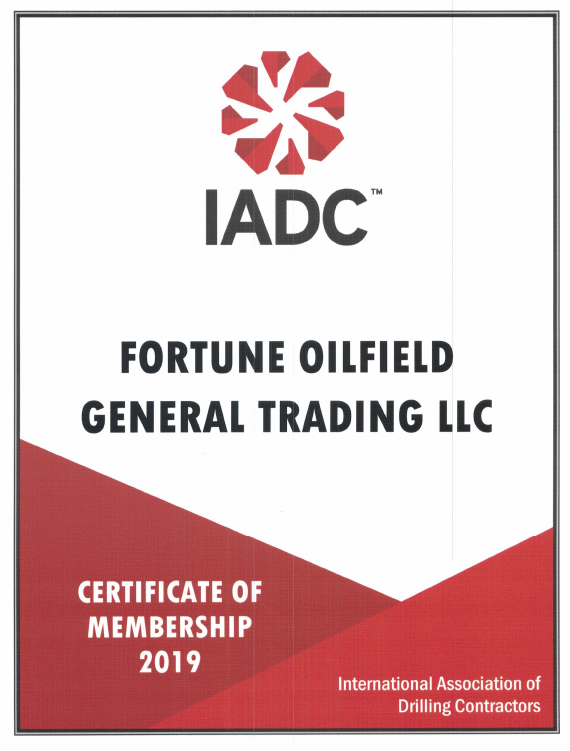 IADC™
FORTUNE OILFIELD
GENERAL TRADING LLC
CERTIFICATE OF
MEMBERSHIP
2019
International Association of
Drilling Contractors